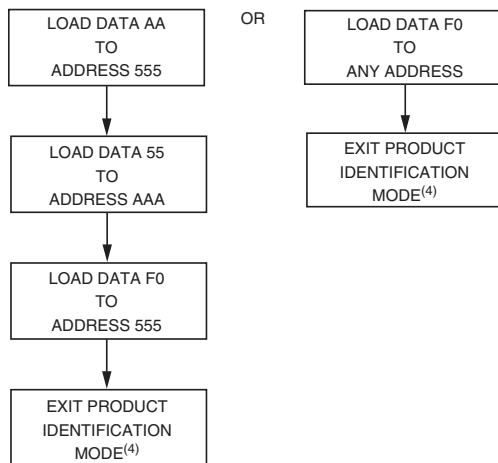 LOAD DATA AA
TO
ADDRESS 555
LOAD DATA 55
TO
ADDRESS AAA
LOAD DATA F0
TO
ADDRESS 555
EXIT PRODUCT
IDENTIFICATION
MODE(4)
OR
LOAD DATA F0
TO
ANY ADDRESS
EXIT PRODUCT
IDENTIFICATION
MODE(4)